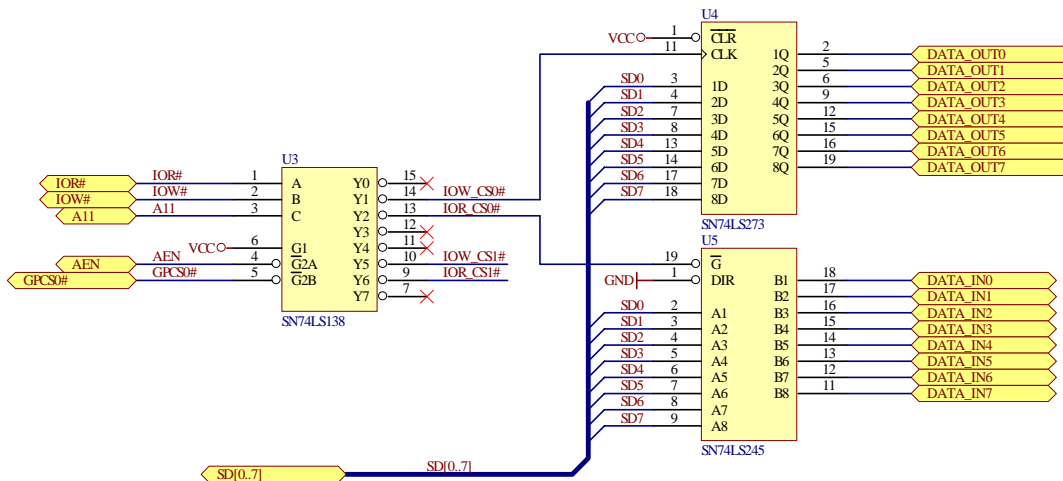 U4
VCC 1 CLR
11 CLK 1Q 2 DATA_OUT0
2Q 5 DATA_OUT1
SD0 3 1D 3Q 6 DATA_OUT2
SD1 4 2D 4Q 9 DATA_OUT3
SD2 7 3D 5Q 12 DATA_OUT4
SD3 8 4D 6Q 15 DATA_OUT5
SD4 13 5D 7Q 16 DATA_OUT6
SD5 14 6D 8Q 19 DATA_OUT7
SD6 17 7D
SD7 18 8D
SN74LS273
U3
IOR# IOR# 1 A Y0 15
IOW# IOW# 2 B Y1 14 IOW_CS0#
A11 A11 3 C Y2 13 IOR_CS0#
Y3 12
VCC 6 G1 Y4 11
AEN AEN 4 G2A Y5 10 IOW_CS1#
GPCS0# GPCS0# 5 G2B Y6 9 IOR_CS1#
Y7 7
SN74LS138
U5
19 G
GND 1 DIR B1 18 DATA_IN0
B2 17 DATA_IN1
SD0 2 A1 B3 16 DATA_IN2
SD1 3 A2 B4 15 DATA_IN3
SD2 4 A3 B5 14 DATA_IN4
SD3 5 A4 B6 13 DATA_IN5
SD4 6 A5 B7 12 DATA_IN6
SD5 7 A6 B8 11 DATA_IN7
SD6 8 A7
SD7 9 A8
SN74LS245
SD[0..7] SD[0..7]